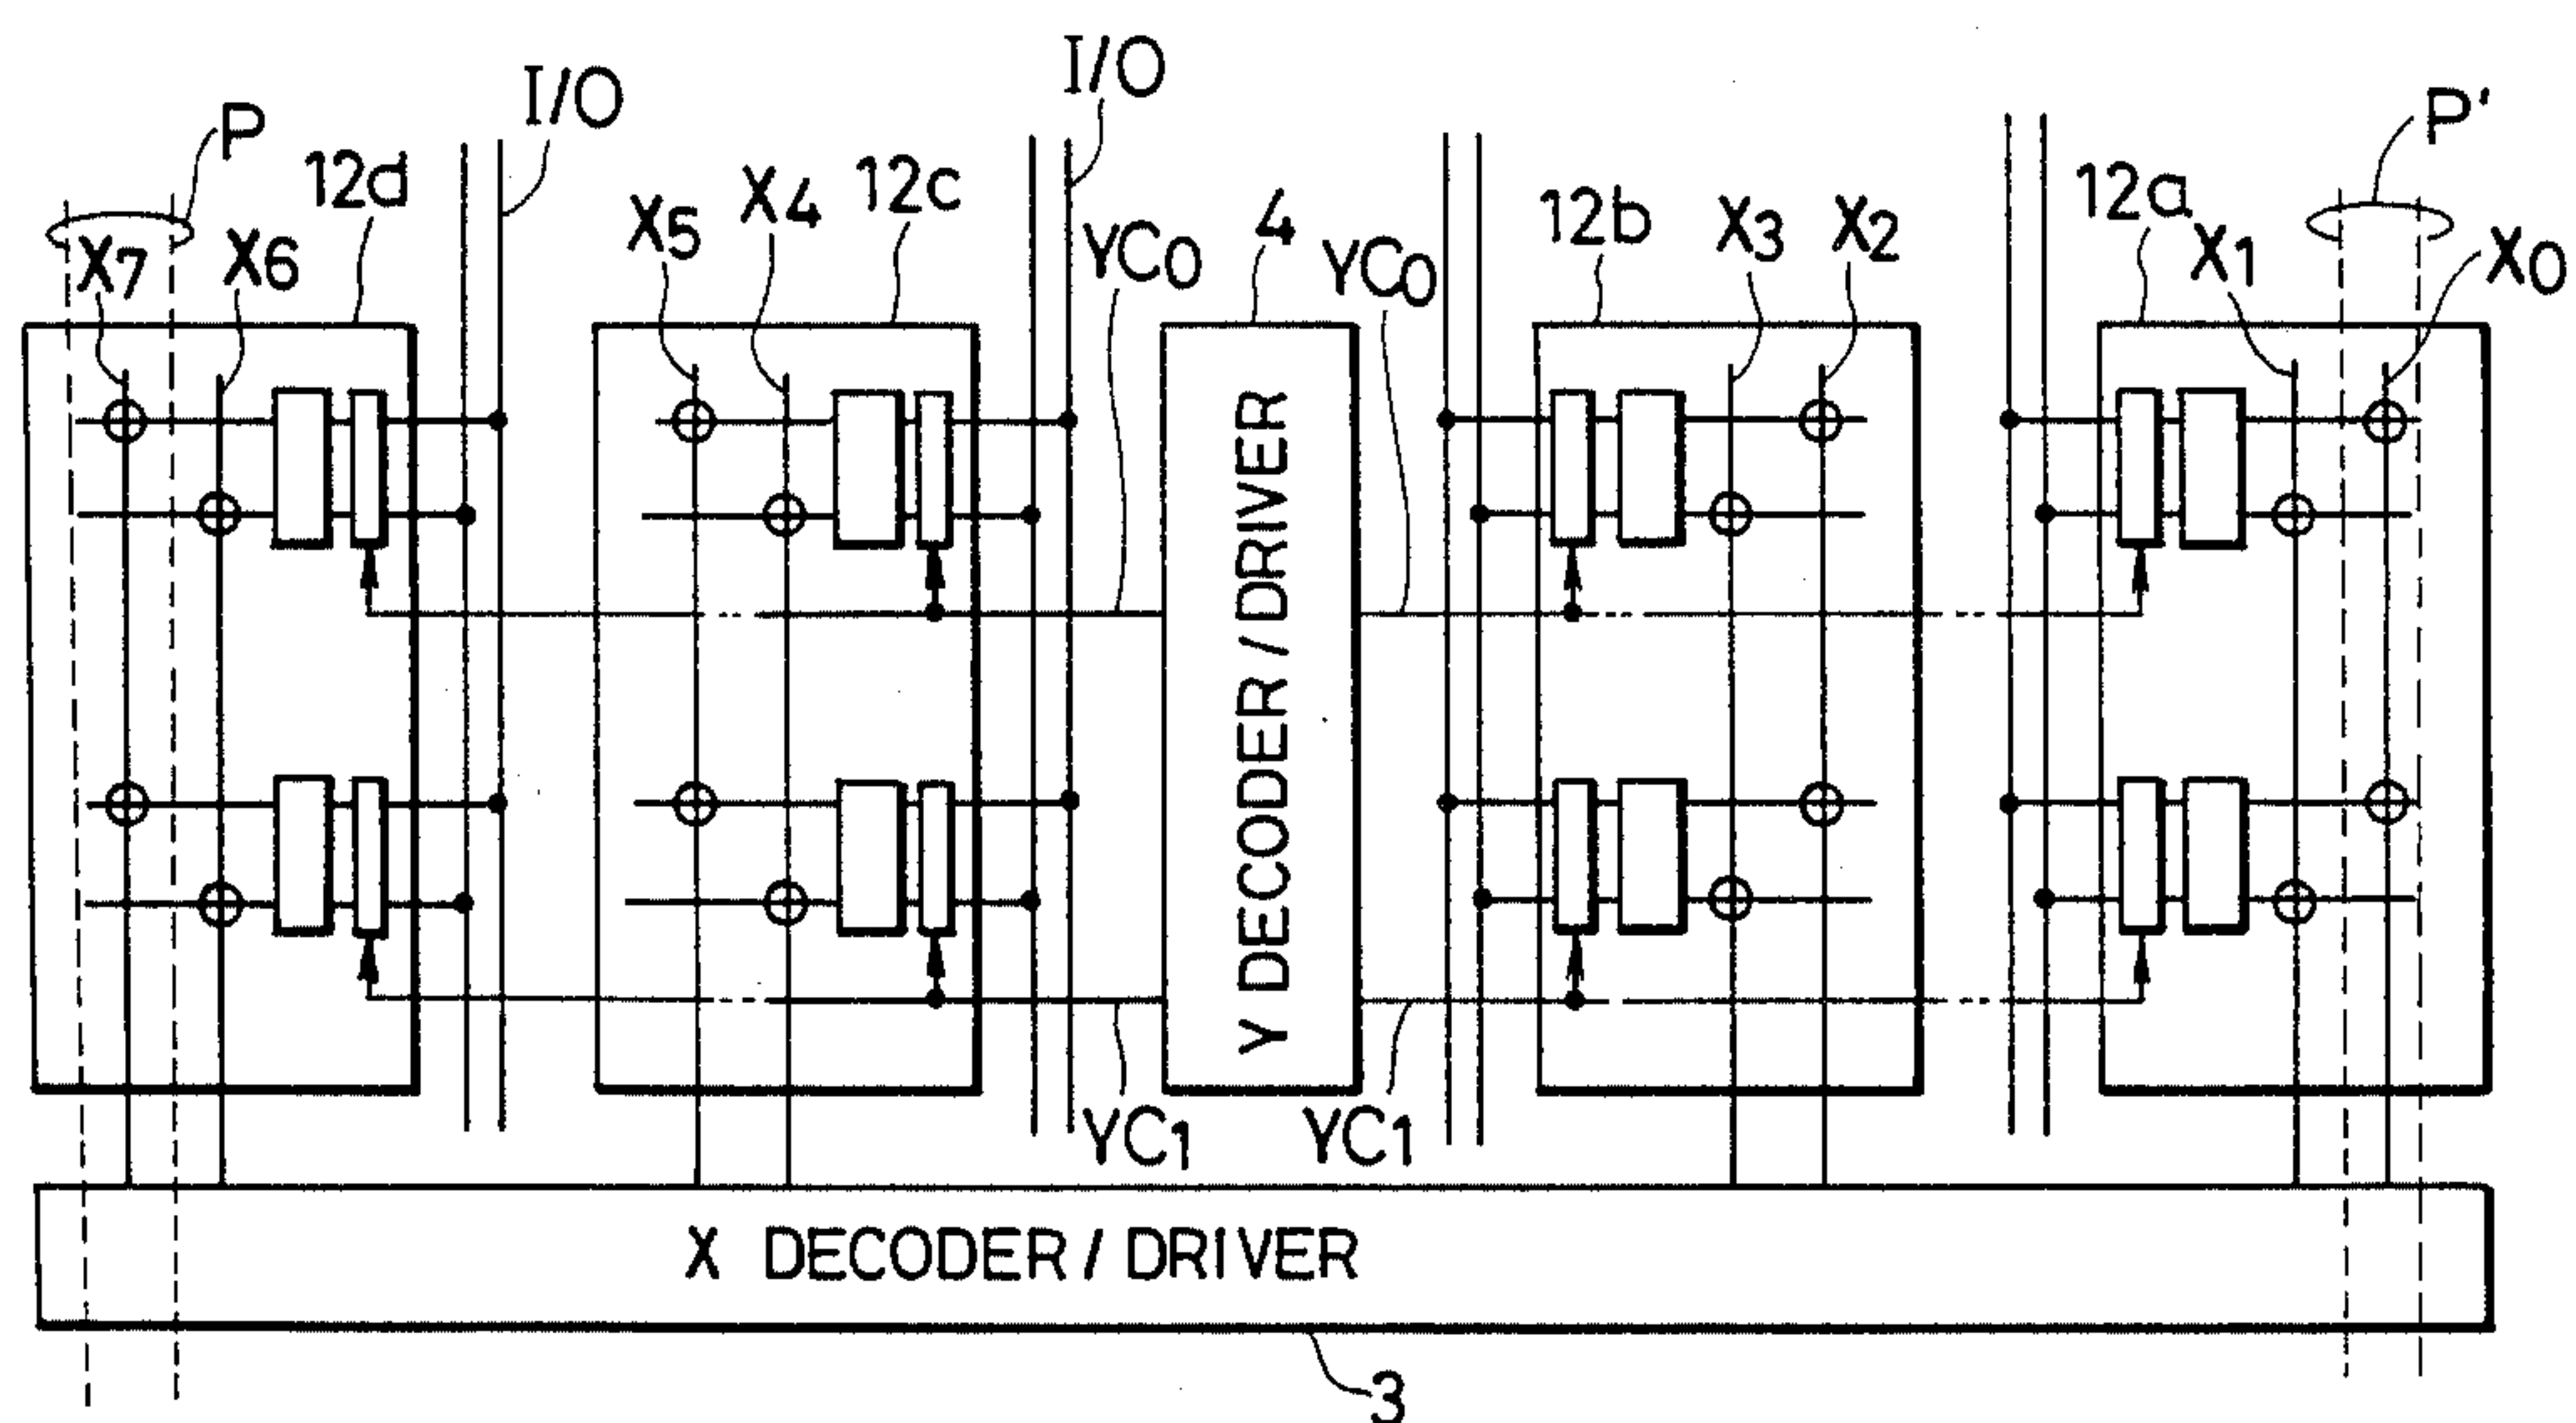 I/O
I/O
P
P'
12d
12c
12b
12a
X7
X6
X5
X4
YC0
4
YC0
X3
X2
X1
X0
Y DECODER / DRIVER
YC1
YC1
X DECODER / DRIVER
3